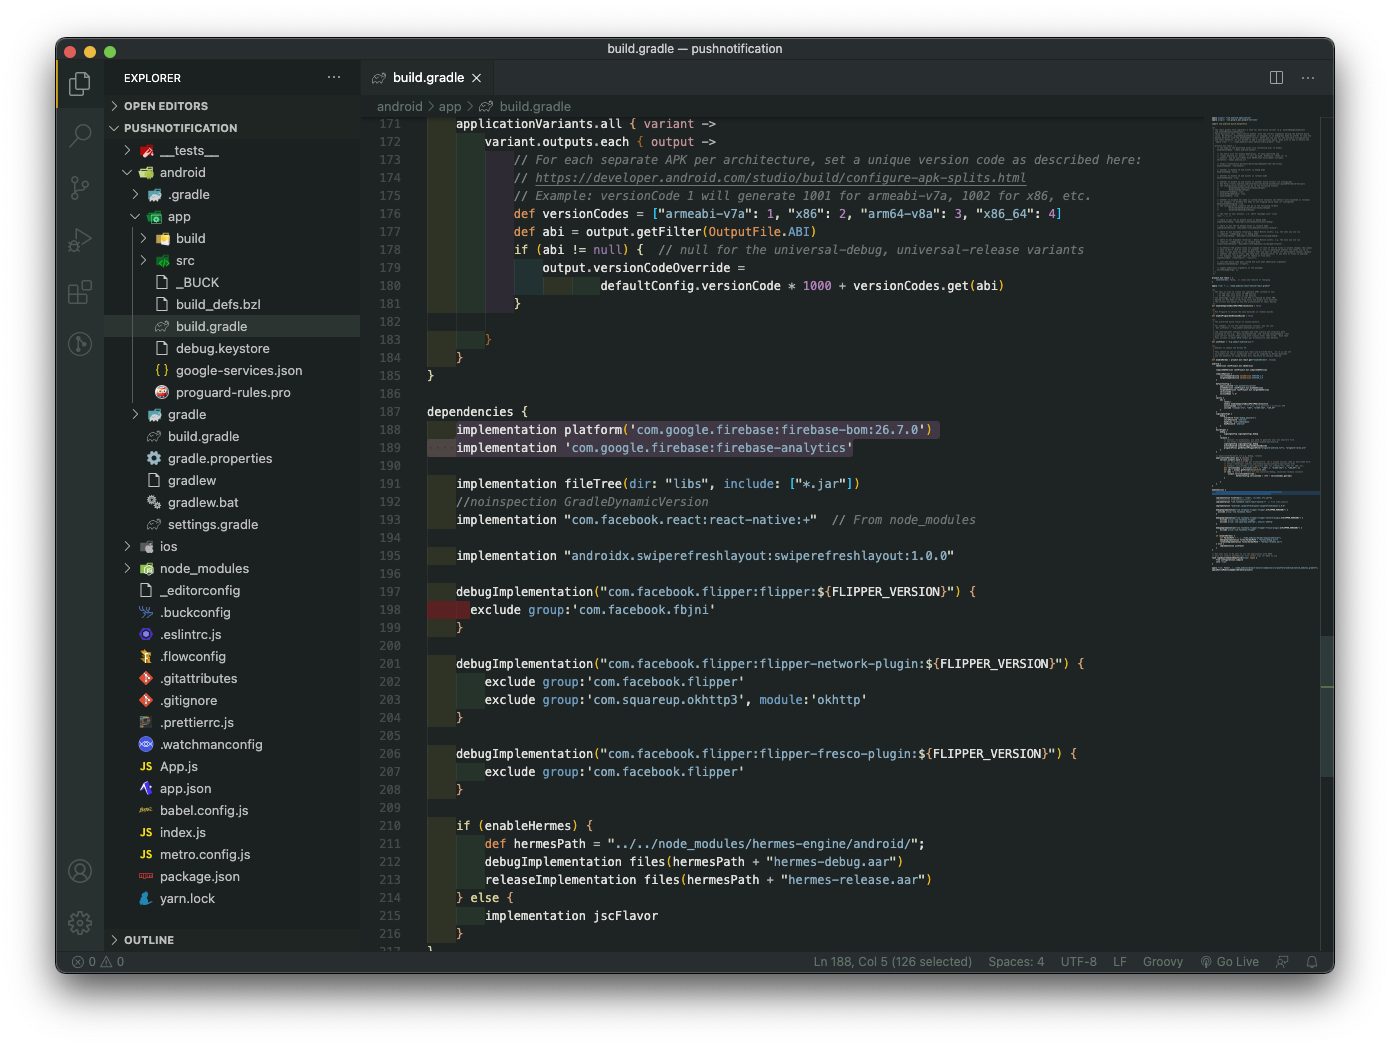 build.gradle — pushnotification
EXPLORER
OPEN EDITORS
PUSHNOTIFICATION
__tests__
android
.gradle
app
build
src
_BUCK
build_defs.bzl
build.gradle
debug.keystore
google-services.json
proguard-rules.pro
gradle
build.gradle
gradle.properties
gradlew
gradlew.bat
settings.gradle
ios
node_modules
_editorconfig
.buckconfig
.eslintrc.js
.flowconfig
.gitattributes
.gitignore
.prettierrc.js
.watchmanconfig
App.js
app.json
babel.config.js
index.js
metro.config.js
package.json
yarn.lock
OUTLINE
build.gradle
android > app > build.gradle
171 applicationVariants.all { variant ->
172 variant.outputs.each { output ->
173 // For each separate APK per architecture, set a unique version code as described here:
174 // https://developer.android.com/studio/build/configure-apk-splits.html
175 // Example: versionCode 1 will generate 1001 for armeabi-v7a, 1002 for x86, etc.
176 def versionCodes = ["armeabi-v7a": 1, "x86": 2, "arm64-v8a": 3, "x86_64": 4]
177 def abi = output.getFilter(OutputFile.ABI)
178 if (abi != null) { // null for the universal-debug, universal-release variants
179 output.versionCodeOverride =
180 defaultConfig.versionCode * 1000 + versionCodes.get(abi)
181 }
182
183 }
184 }
185 }
186
187 dependencies {
188 implementation platform('com.google.firebase:firebase-bom:26.7.0')
189 implementation 'com.google.firebase:firebase-analytics'
190
191 implementation fileTree(dir: "libs", include: ["*.jar"])
192 //noinspection GradleDynamicVersion
193 implementation "com.facebook.react:react-native:+" // From node_modules
194
195 implementation "androidx.swiperefreshlayout:swiperefreshlayout:1.0.0"
196
197 debugImplementation("com.facebook.flipper:flipper:${FLIPPER_VERSION}") {
198 exclude group:'com.facebook.fbjni'
199 }
200
201 debugImplementation("com.facebook.flipper:flipper-network-plugin:${FLIPPER_VERSION}") {
202 exclude group:'com.facebook.flipper'
203 exclude group:'com.squareup.okhttp3', module:'okhttp'
204 }
205
206 debugImplementation("com.facebook.flipper:flipper-fresco-plugin:${FLIPPER_VERSION}") {
207 exclude group:'com.facebook.flipper'
208 }
209
210 if (enableHermes) {
211 def hermesPath = "../../node_modules/hermes-engine/android/";
212 debugImplementation files(hermesPath + "hermes-debug.aar")
213 releaseImplementation files(hermesPath + "hermes-release.aar")
214 } else {
215 implementation jscFlavor
216 }
217 }
0 0
Ln 188, Col 5 (126 selected) Spaces: 4 UTF-8 LF Groovy Go Live